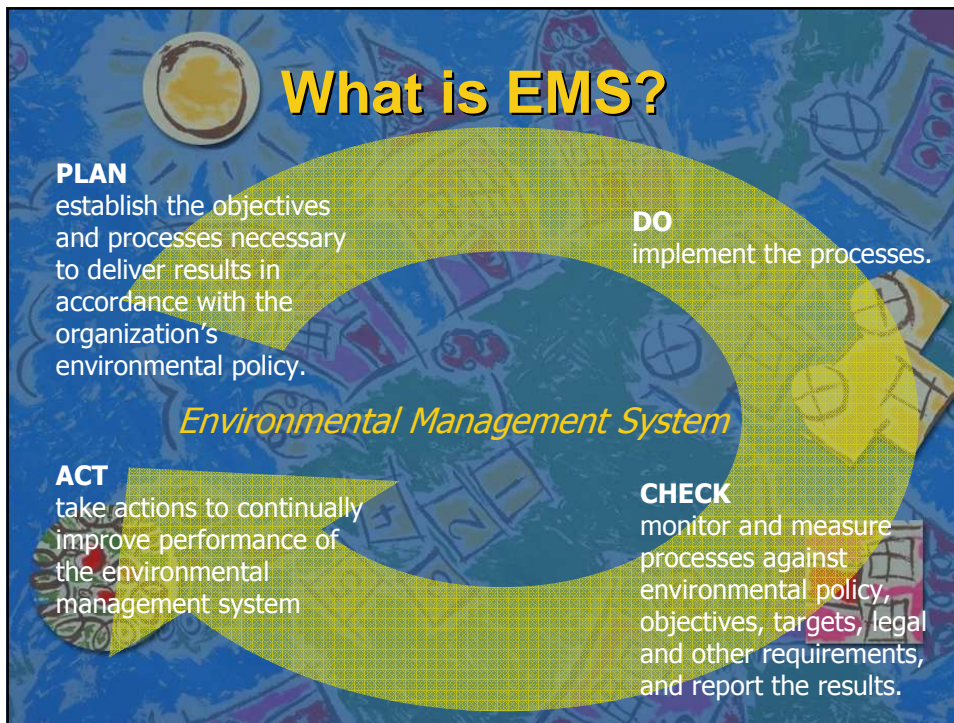 What is EMS?
PLAN
establish the objectives
and processes necessary
to deliver results in
accordance with the
organization's
environmental policy.
DO
implement the processes.
Environmental Management System
ACT
take actions to continually
improve performance of
the environmental
management system
CHECK
monitor and measure
processes against
environmental policy,
objectives, targets, legal
and other requirements,
and report the results.